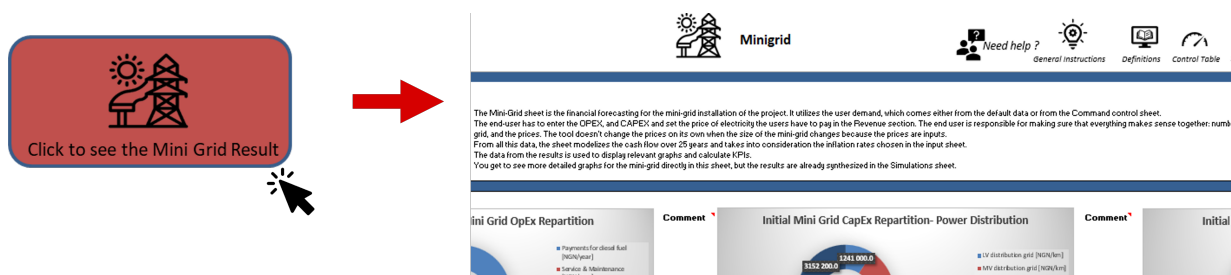 Click to see the Mini Grid Result
Minigrid
Need help ?
General Instructions
Definitions
Control Table
The Mini-Grid sheet is the financial forecasting for the mini-grid installation of the project. It utilizes the user demand, which comes either from the default data or from the Command control sheet.
The end-user has to enter the OPEX, and CAPEX and set the price of electricity the users have to pay in the Revenue section. The end user is responsible for making sure that everything makes sense together: numb
grid, and the prices. The tool doesn't change the prices on its own when the size of the mini-grid changes because the prices are inputs.
From all this data, the sheet modelizes the cash flow over 25 years and takes into consideration the inflation rates chosen in the input sheet.
The data from the results is used to display relevant graphs and calculate KPIs.
You get to see more detailed graphs for the mini-grid directly in this sheet, but the results are already synthesized in the Simulations sheet.
ini Grid OpEx Repartition
Payments for diesel fuel
[NGN/year]
Service & Maintenance
Comment
Initial Mini Grid CapEx Repartition- Power Distribution
1241 000.0
3152 200.0
LV distribution grid [NGN/km]
MV distribution grid [NGN/km]
Comment
Initial